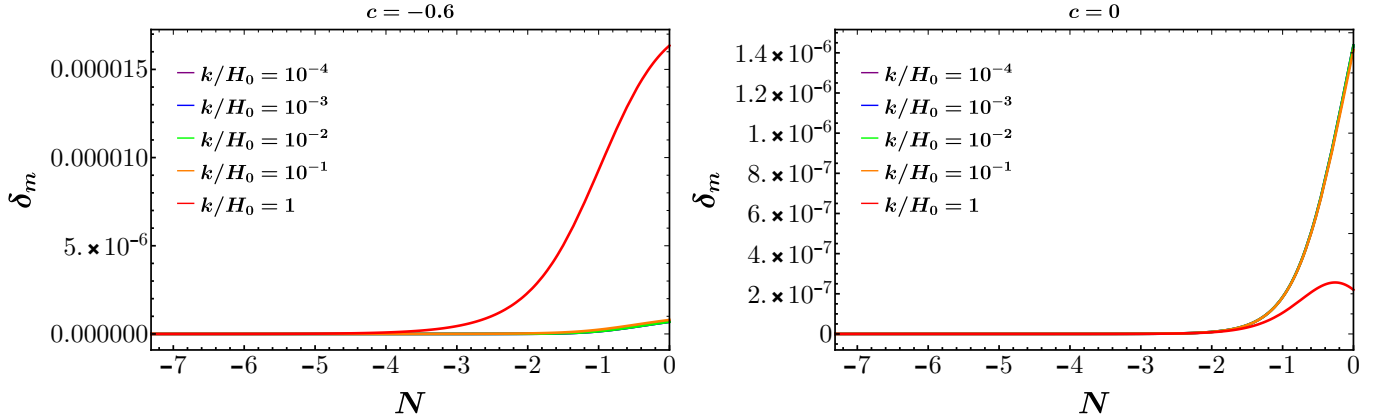 c = −0.6
0.000015
0.000010
5.×10⁻⁶
0.000000
δₘ
k/H₀ = 10⁻⁴
k/H₀ = 10⁻³
k/H₀ = 10⁻²
k/H₀ = 10⁻¹
k/H₀ = 1
−7 −6 −5 −4 −3 −2 −1 0
N
c = 0
1.4×10⁻⁶
1.2×10⁻⁶
1.×10⁻⁶
8.×10⁻⁷
6.×10⁻⁷
4.×10⁻⁷
2.×10⁻⁷
0
δₘ
k/H₀ = 10⁻⁴
k/H₀ = 10⁻³
k/H₀ = 10⁻²
k/H₀ = 10⁻¹
k/H₀ = 1
−7 −6 −5 −4 −3 −2 −1 0
N